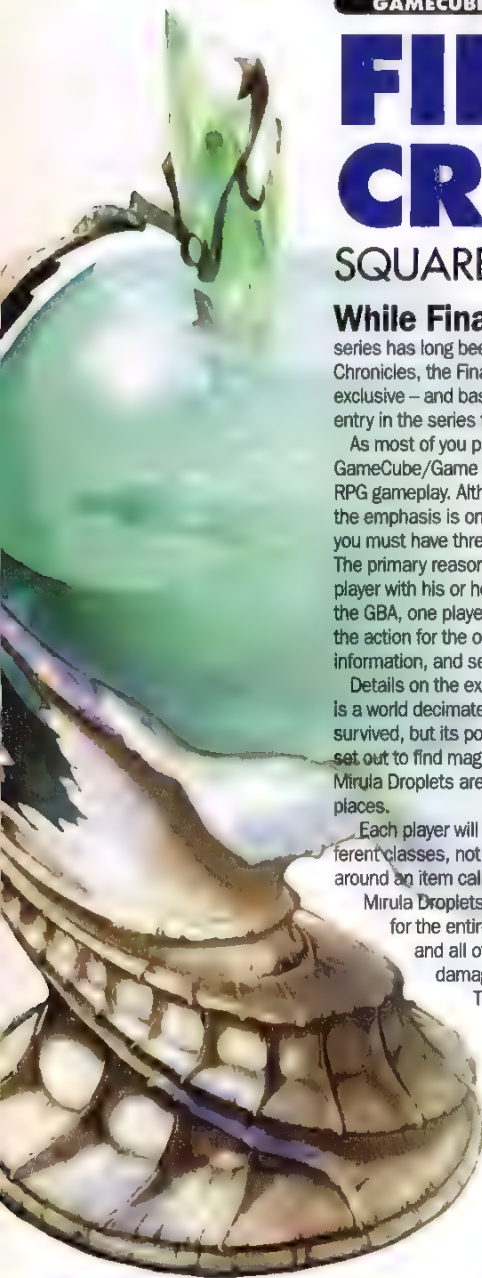 GAMECUBE
FI
CR
SQUARE
While Fina
series has long bee
Chronicles, the Fina
exclusive – and bas
entry in the series
As most of you p
GameCube/Game
RPG gameplay. Alth
the emphasis is on
you must have thre
The primary reason
player with his or he
the GBA, one playe
the action for the o
information, and se
Details on the ex
is a world decimate
survived, but its po
set out to find mag
Mirula Droplets are
places.
Each player will
ferent classes, not
around an item cal
Mirula Droplets
for the entir
and all o
damag
T